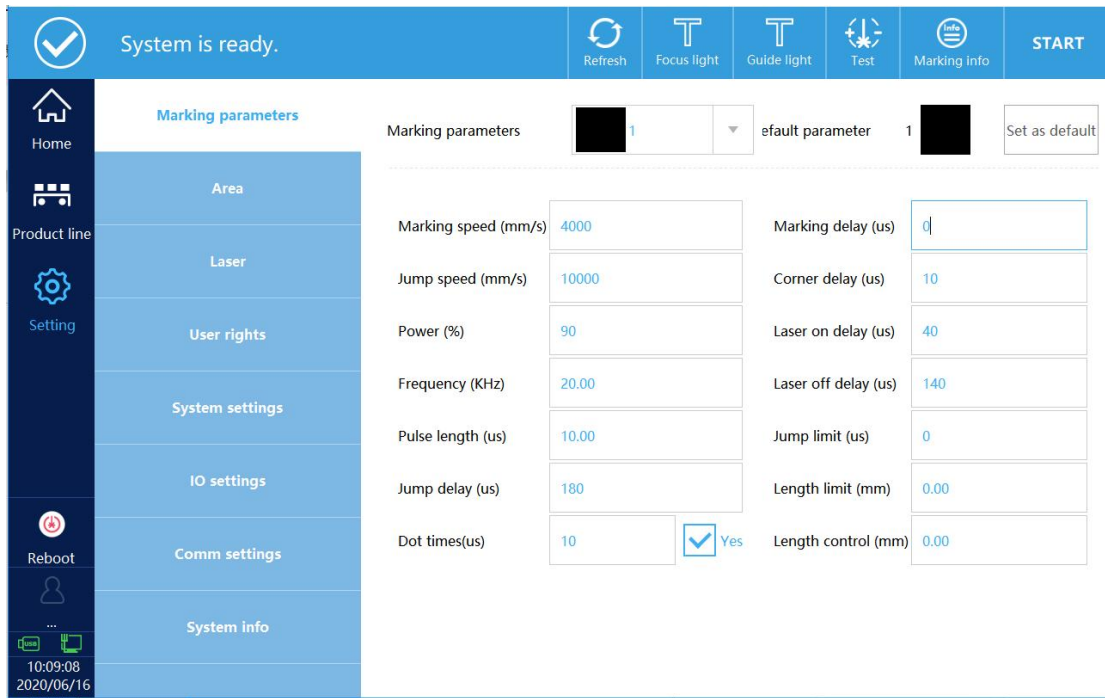 System is ready.
Refresh
Focus light
Guide light
Test
Info
Marking info
START
Home
Product line
Setting
Reboot
...
USB
10:09:08
2020/06/16
Marking parameters
Area
Laser
User rights
System settings
IO settings
Comm settings
System info
Marking parameters 1 efault parameter 1 Set as default
Marking speed (mm/s) 4000 Marking delay (us) 0
Jump speed (mm/s) 10000 Corner delay (us) 10
Power (%) 90 Laser on delay (us) 40
Frequency (KHz) 20.00 Laser off delay (us) 140
Pulse length (us) 10.00 Jump limit (us) 0
Jump delay (us) 180 Length limit (mm) 0.00
Dot times(us) 10 Yes Length control (mm) 0.00